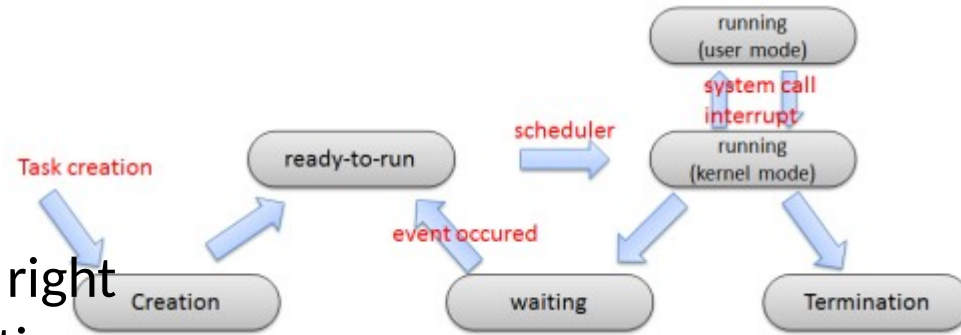 running
(user mode)
system call
interrupt
scheduler
running
(kernel mode)
ready-to-run
Task creation
event occured
right
Creation
waiting
Termination